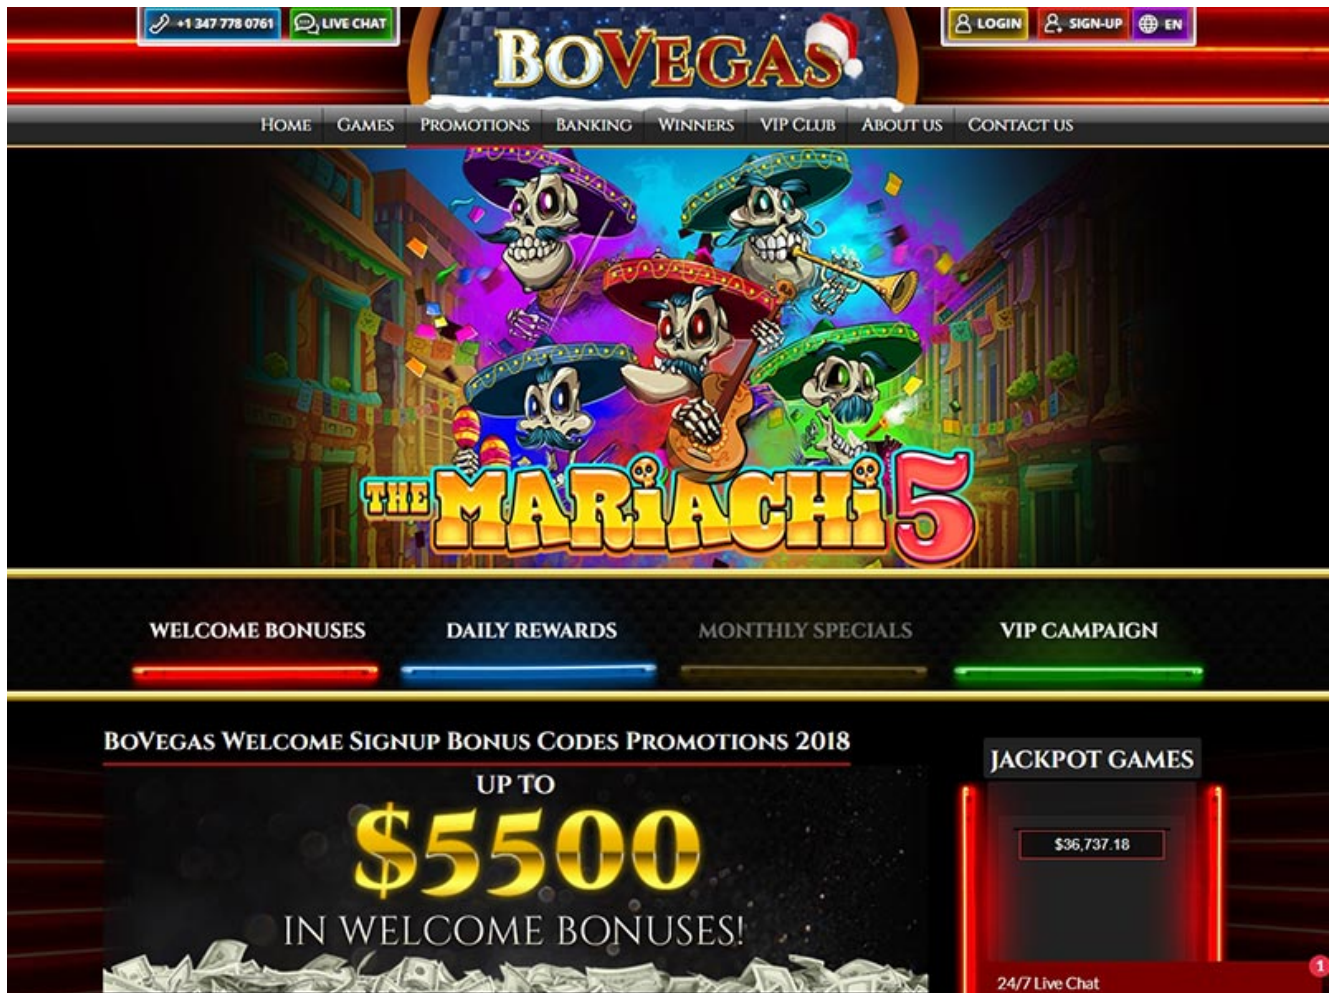 +1 347 778 0761
LIVE CHAT
BOVEGAS
LOGIN
SIGN-UP
EN
HOME
GAMES
PROMOTIONS
BANKING
WINNERS
VIP CLUB
ABOUT US
CONTACT US
THE MARiACHi 5
WELCOME BONUSES
DAILY REWARDS
MONTHLY SPECIALS
VIP CAMPAIGN
BOVEGAS WELCOME SIGNUP BONUS CODES PROMOTIONS 2018
UP TO
$5500
IN WELCOME BONUSES!
JACKPOT GAMES
$36,737.18
1
24/7 Live Chat